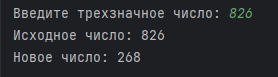 Введите трехзначное число: 826
Исходное число: 826
Новое число: 268